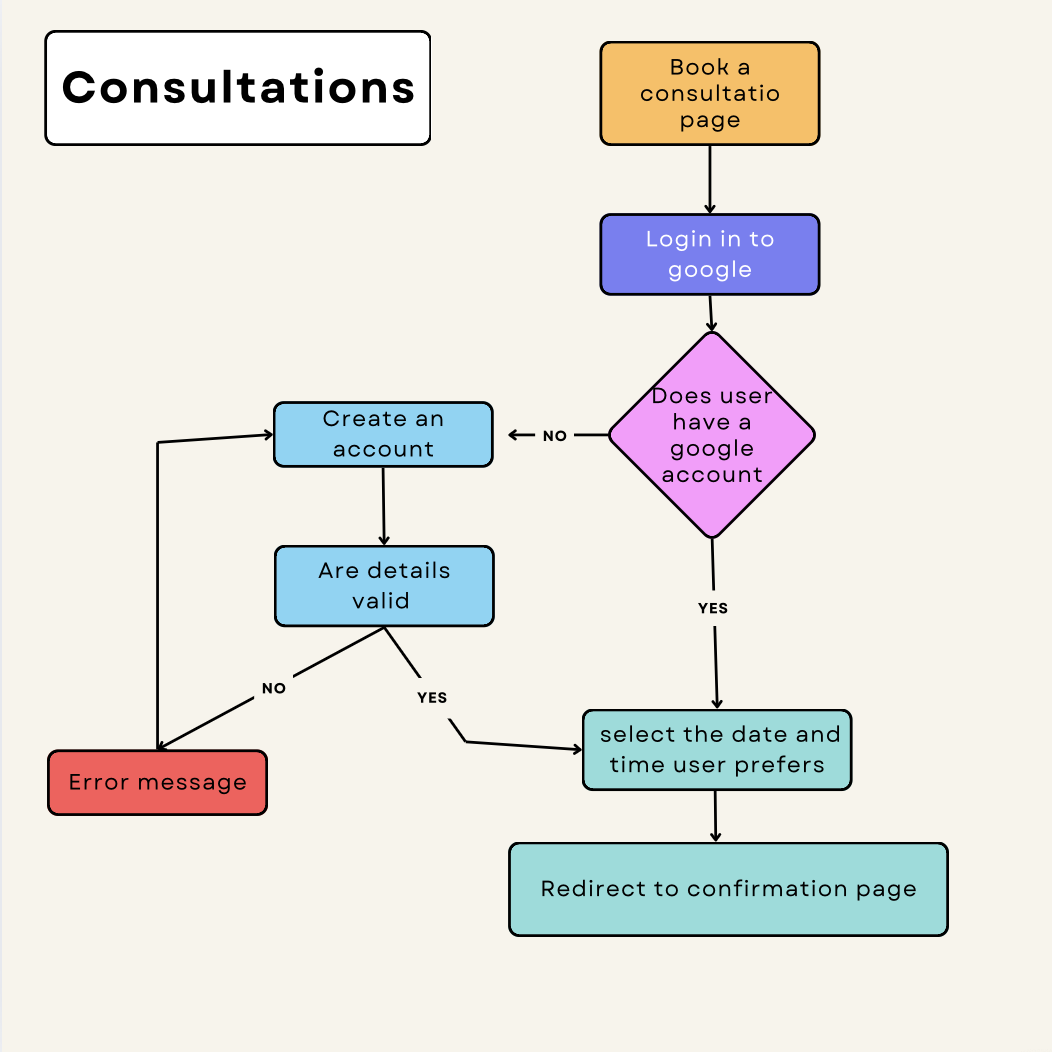 Consultations
Book a
consultatio
page
Login in to
google
Does user
have a
google
account
NO
Create an
account
Are details
valid
YES
NO
YES
select the date and
time user prefers
Error message
Redirect to confirmation page